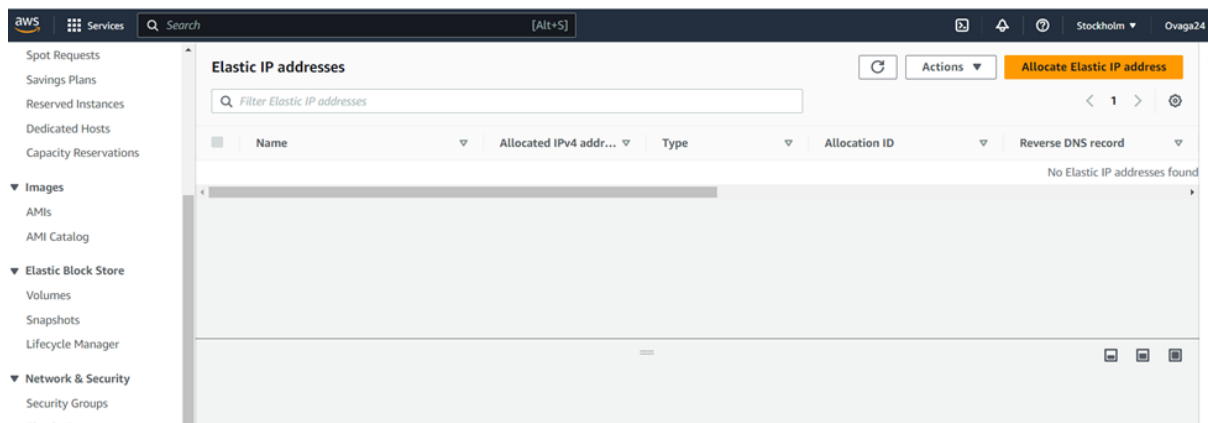 aws Services Search [Alt+S] Stockholm ▼ Ovaga24
Spot Requests
Savings Plans
Reserved Instances
Dedicated Hosts
Capacity Reservations
▼ Images
AMIs
AMI Catalog
▼ Elastic Block Store
Volumes
Snapshots
Lifecycle Manager
▼ Network & Security
Security Groups
Elastic IP addresses
Actions ▼
Allocate Elastic IP address
Filter Elastic IP addresses
< 1 >
Name Allocated IPv4 addr... Type Allocation ID Reverse DNS record
No Elastic IP addresses found